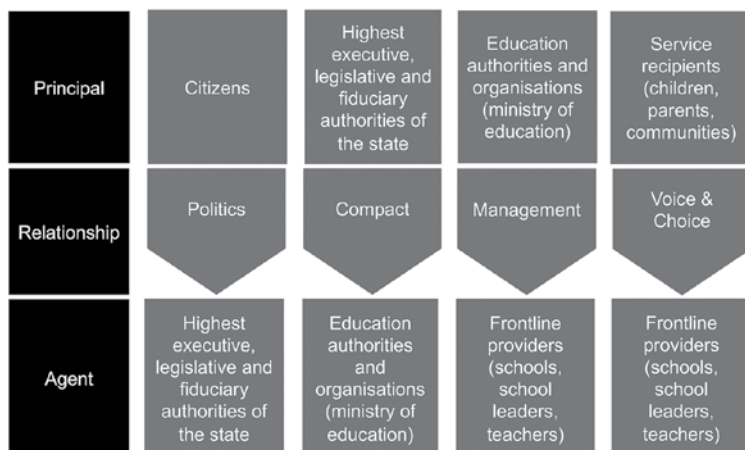 Principal
Citizens
Highest
executive,
legislative and
fiduciary
authorities of
the state
Education
authorities and
organisations
(ministry of
education)
Service
recipients
(children,
parents,
communities)
Relationship
Politics
Compact
Management
Voice &
Choice
Agent
Highest
executive,
legislative and
fiduciary
authorities of
the state
Education
authorities
and
organisations
(ministry of
education)
Frontline
providers
(schools,
school
leaders,
teachers)
Frontline
providers
(schools,
school
leaders,
teachers)